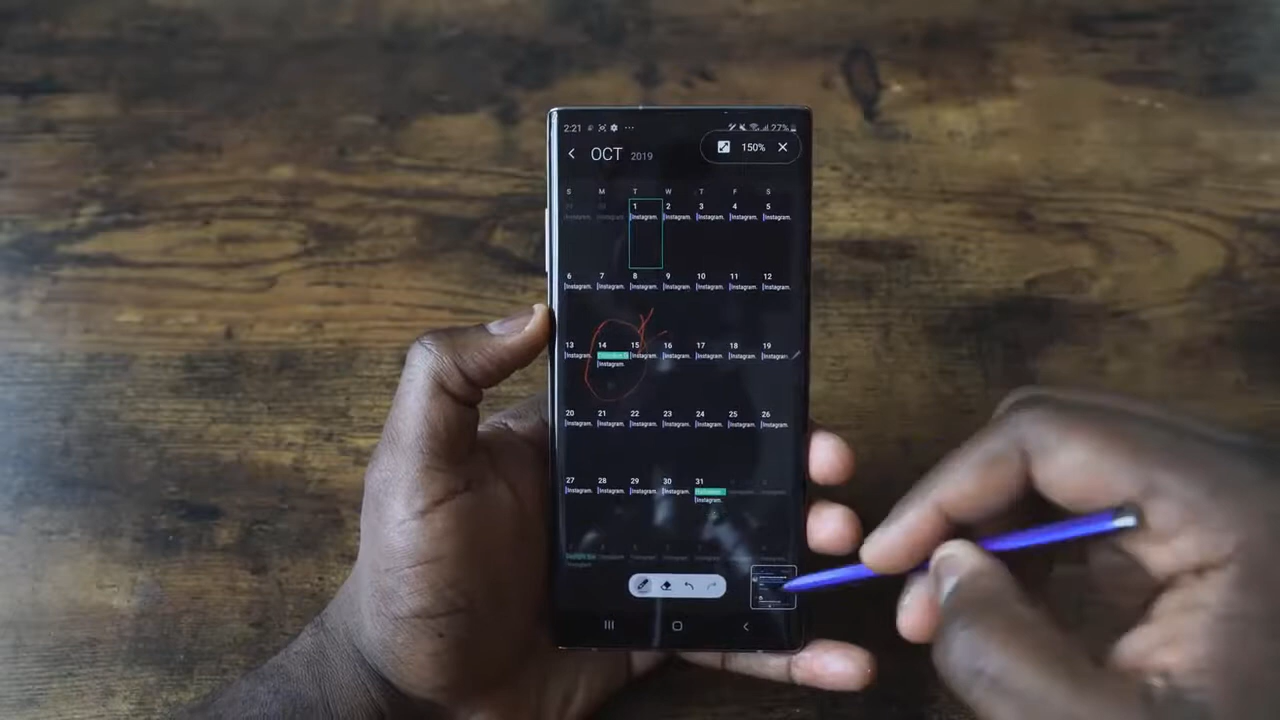 2:21 27%
OCT 2019 150%
S M T W T F S
1 2 3 4 5
Instagram. Instagram. Instagram. Instagram. Instagram.
6 7 8 9 10 11 12
Instagram. Instagram. Instagram. Instagram. Instagram. Instagram. Instagram.
13 14 15 16 17 18 19
Instagram. Instagram. Instagram. Instagram. Instagram. Instagram
Instagram.
20 21 22 23 24 25 26
Instagram. Instagram. Instagram. Instagram. Instagram. Instagram. Instagram.
27 28 29 30 31
Instagram. Instagram. Instagram. Instagram.
Instagram.